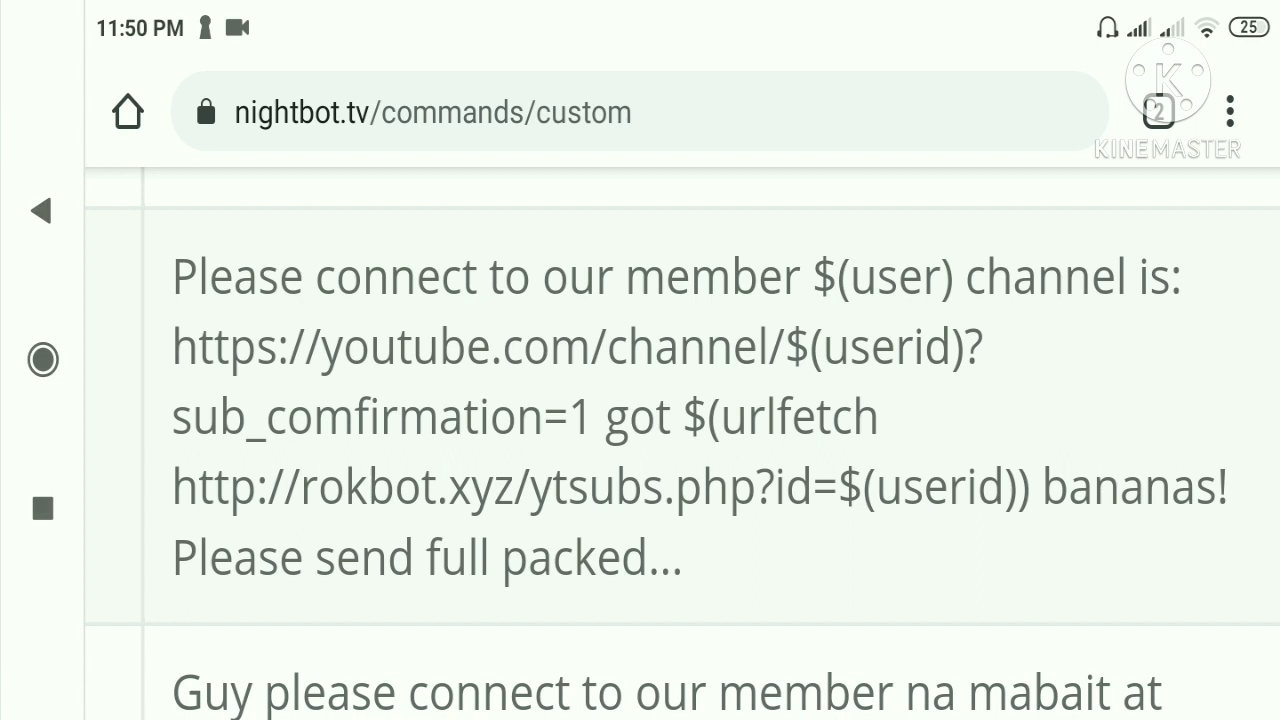 11:50 PM
25
nightbot.tv/commands/custom
2
K
KINEMASTER
Please connect to our member $(user) channel is:
https://youtube.com/channel/$(userid)?
sub_comfirmation=1 got $(urlfetch
http://rokbot.xyz/ytsubs.php?id=$(userid)) bananas!
Please send full packed...
Guy please connect to our member na mabait at